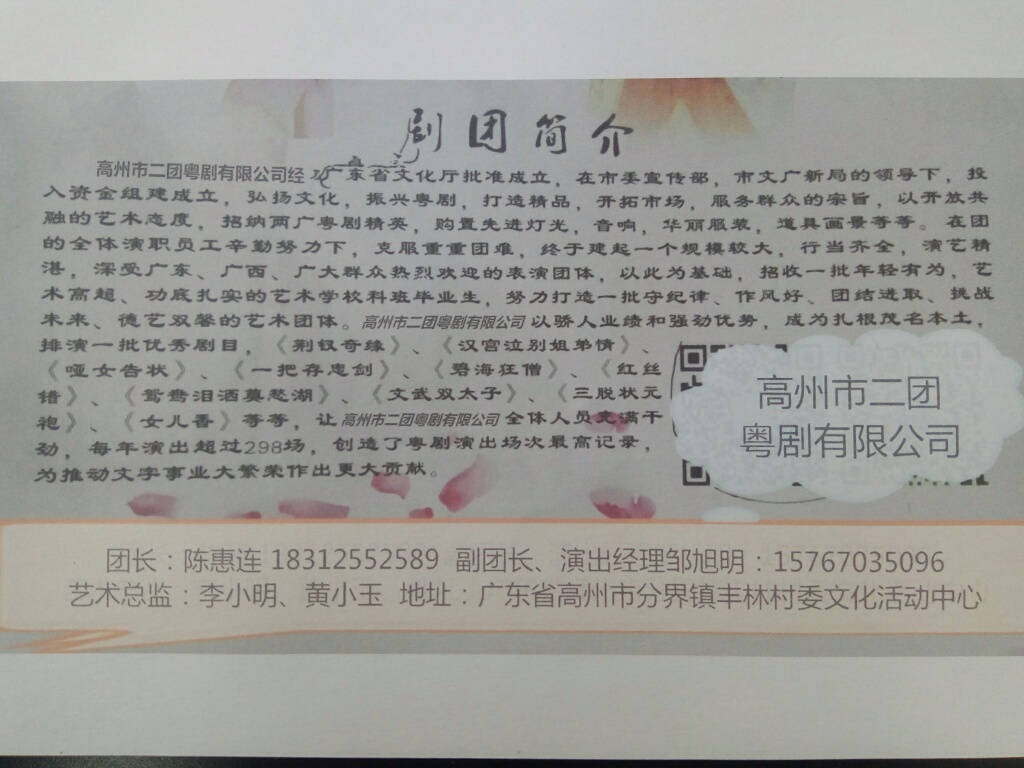 剧团简介
高州市二团粤剧有限公司经广东省文化厅批准成立，在市委宣传部，市文广新局的领导下，投
入资金组建成立，弘扬文化，振兴粤剧，打造精品，开拓市场，服务群众的宗旨，以开放共
融的艺术态度，招纳两广粤剧精英，购置先进灯光，音响，华丽服装，道具画景等等。在团
的全体演职员工辛勤努力下，克服重重团难，终于建起一个规模较大，行当齐全，演艺精
湛，深受广东、广西、广大群众热烈欢迎的表演团体，以此为基础，招收一批年轻有为，艺
术高超、功底扎实的艺术学校科班毕业生，努力打造一批守纪律、作风好、团结进取、挑战
未来、德艺双馨的艺术团体。高州市二团粤剧有限公司以骄人业绩和强劲优势，成为扎根茂名本土，
排演一批优秀剧目，《荆钗奇缘》、《汉宫泣别姐弟情》、
《哑女告状》、《一把存忠剑》、《碧海狂僧》、《红丝
错》、《鸳鸯泪洒莫愁湖》、《文武双太子》、《三脱状元
袍》、《女儿香》等等，让高州市二团粤剧有限公司全体人员充满干
劲，每年演出超过298场，创造了粤剧演出场次最高记录，
为推动文字事业大繁荣作出更大贡献。
高州市二团
粤剧有限公司
团长：陈惠连 18312552589 副团长、演出经理邹旭明：15767035096
艺术总监：李小明、黄小玉 地址：广东省高州市分界镇丰林村委文化活动中心